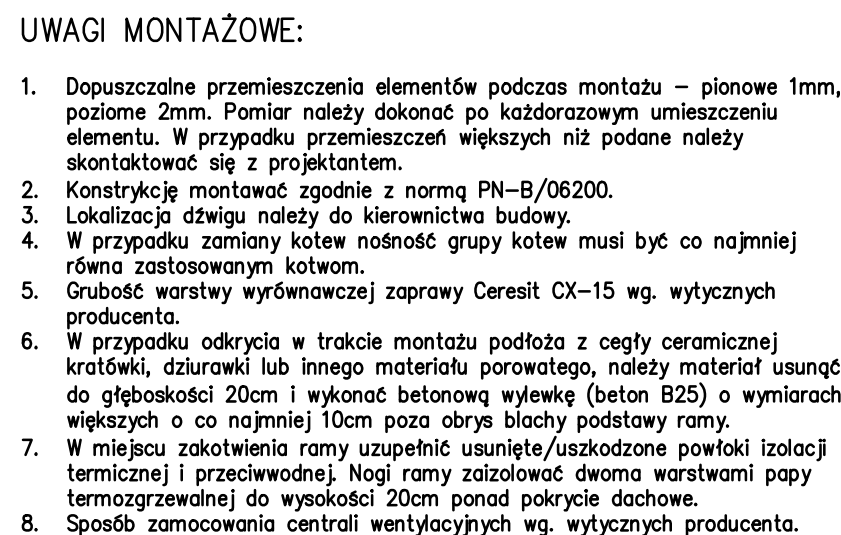 UWAGI MONTAŻOWE:
1. Dopuszczalne przemieszczenia elementów podczas montażu – pionowe 1mm,
poziome 2mm. Pomiar należy dokonać po każdorazowym umieszczeniu
elementu. W przypadku przemieszczeń większych niż podane należy
skontaktować się z projektantem.
2. Konstrykcję montawać zgodnie z normą PN–B/06200.
3. Lokalizacja dźwigu należy do kierownictwa budowy.
4. W przypadku zamiany kotew nośność grupy kotew musi być co najmniej
równa zastosowanym kotwom.
5. Grubość warstwy wyrównawczej zaprawy Ceresit CX–15 wg. wytycznych
producenta.
6. W przypadku odkrycia w trakcie montażu podłoża z cegły ceramicznej
kratówki, dziurawki lub innego materiału porowatego, należy materiał usunąć
do głęboskości 20cm i wykonać betonową wylewkę (beton B25) o wymiarach
większych o co najmniej 10cm poza obrys blachy podstawy ramy.
7. W miejscu zakotwienia ramy uzupełnić usunięte/uszkodzone powłoki izolacji
termicznej i przeciwwodnej. Nogi ramy zaizolować dwoma warstwami papy
termozgrzewalnej do wysokości 20cm ponad pokrycie dachowe.
8. Sposób zamocowania centrali wentylacyjnych wg. wytycznych producenta.